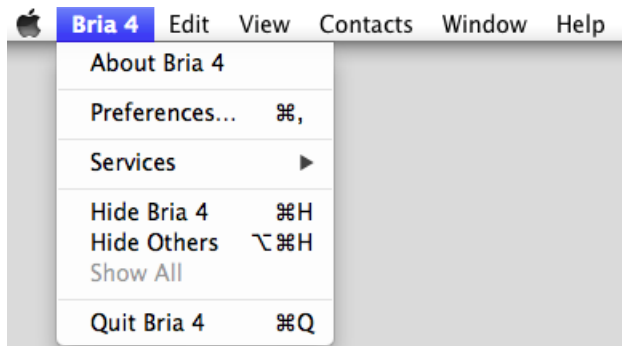 Bria 4 Edit View Contacts Window Help
About Bria 4
Preferences... ⌘,
Services ▶
Hide Bria 4 ⌘H
Hide Others ⌥⌘H
Show All
Quit Bria 4 ⌘Q